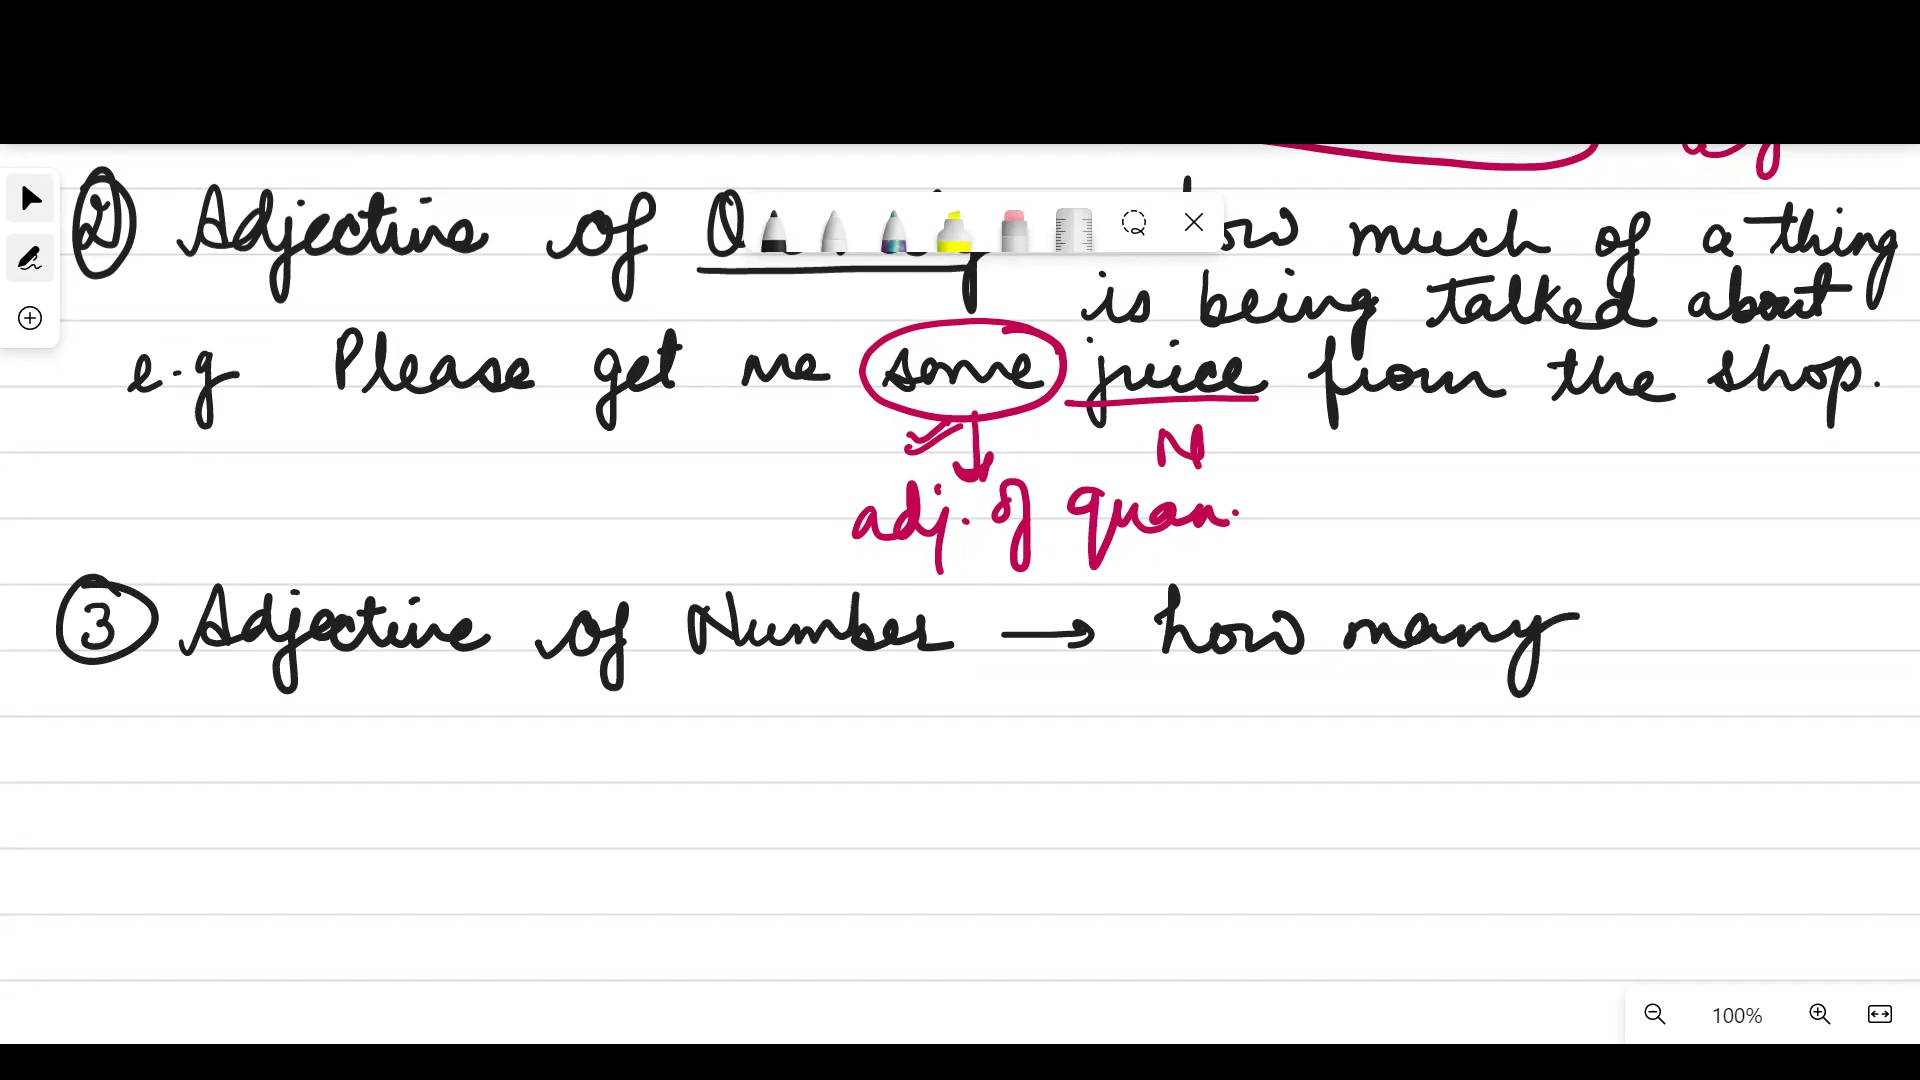 ② Adjective of how much of a thing
is being talked about
e.g Please get me some juice from the shop.
N
adj. of quan.
③ Adjective of Number → how many
100%